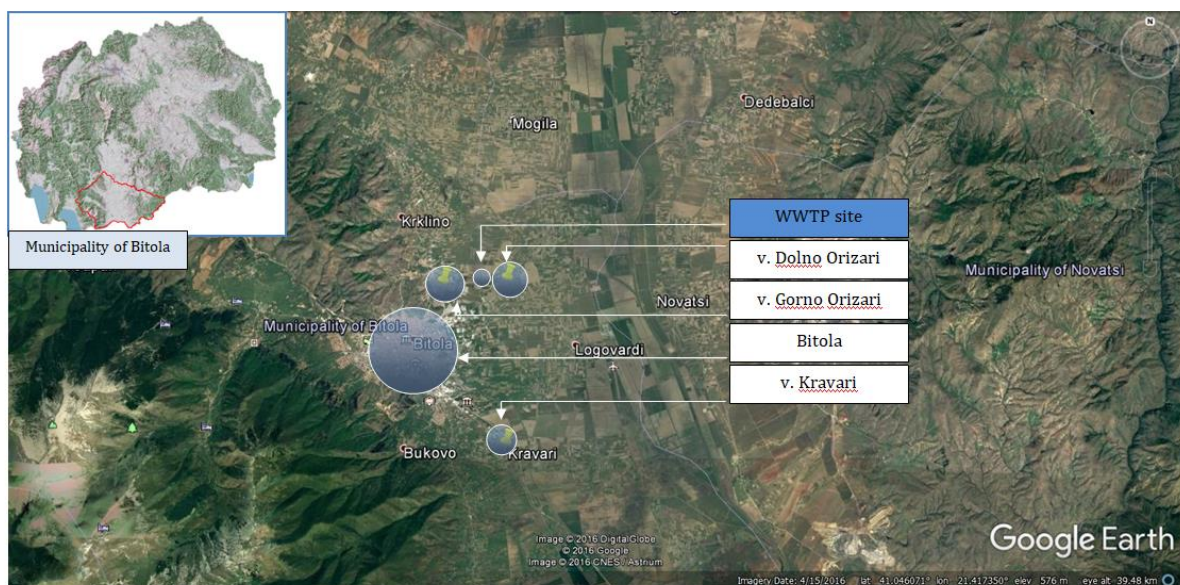 Municipality of Bitola
Mogila
Dedebalci
Krklino
WWTP site
v. Dolno Orizari
v. Gorno Orizari
Bitola
v. Kravari
Novatsi
Municipality of Novatsi
Municipality of Bitola
Bitola
Logovardi
Bukovo
Kravari
N
Image © 2016 DigitalGlobe
© 2016 Google
Image © 2016 CNES / Astrium
Google Earth
Imagery Date: 4/15/2016 lat 41.046071° lon 21.417350° elev 576 m eye alt 39.48 km